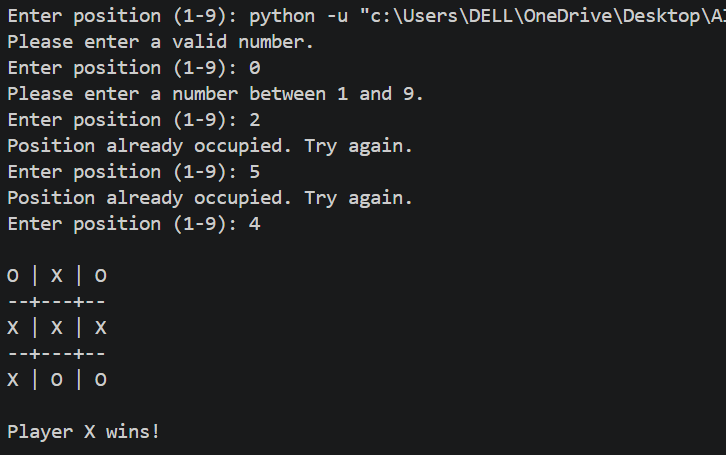 Enter position (1-9): python -u "c:\Users\DELL\OneDrive\Desktop\AI
Please enter a valid number.
Enter position (1-9): 0
Please enter a number between 1 and 9.
Enter position (1-9): 2
Position already occupied. Try again.
Enter position (1-9): 5
Position already occupied. Try again.
Enter position (1-9): 4
O | X | O
--+---+--
X | X | X
--+---+--
X | O | O
Player X wins!